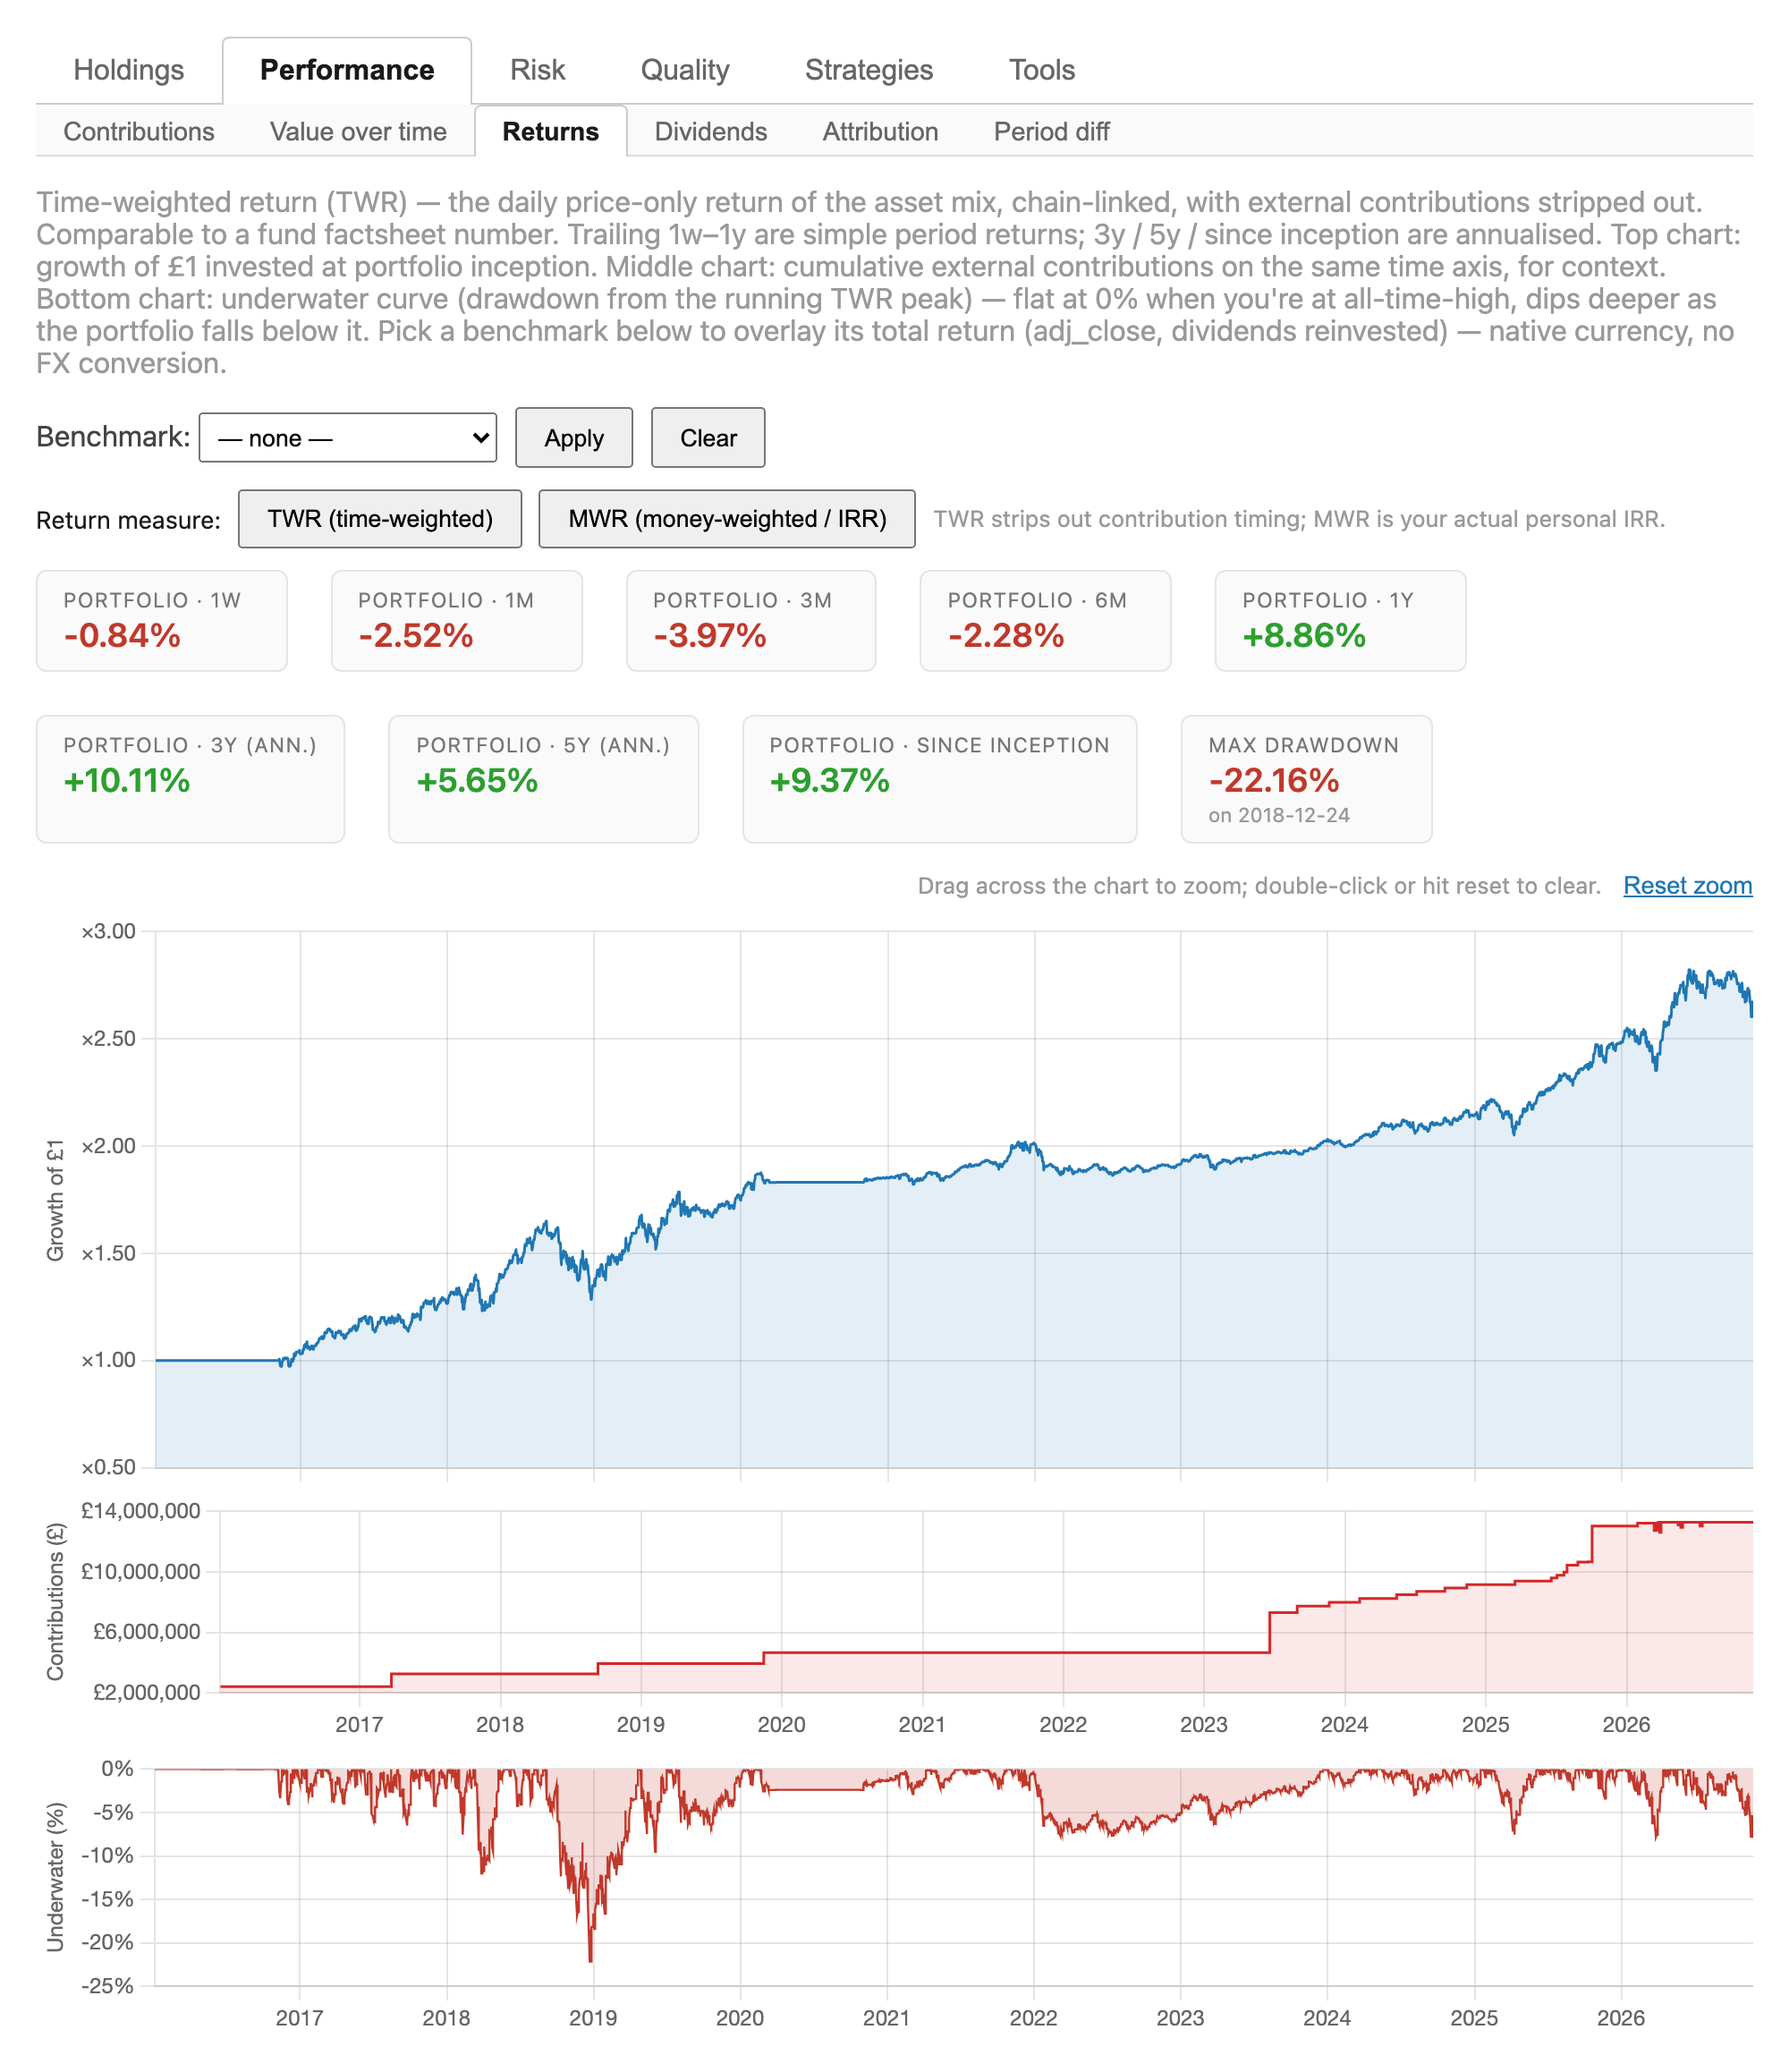 Holdings Performance Risk Quality Strategies Tools
Contributions Value over time Returns Dividends Attribution Period diff
Time-weighted return (TWR) — the daily price-only return of the asset mix, chain-linked, with external contributions stripped out.
Comparable to a fund factsheet number. Trailing 1w–1y are simple period returns; 3y / 5y / since inception are annualised. Top chart:
growth of £1 invested at portfolio inception. Middle chart: cumulative external contributions on the same time axis, for context.
Bottom chart: underwater curve (drawdown from the running TWR peak) — flat at 0% when you're at all-time-high, dips deeper as
the portfolio falls below it. Pick a benchmark below to overlay its total return (adj_close, dividends reinvested) — native currency, no
FX conversion.
Benchmark: — none — Apply Clear
Return measure: TWR (time-weighted) MWR (money-weighted / IRR) TWR strips out contribution timing; MWR is your actual personal IRR.
PORTFOLIO · 1W PORTFOLIO · 1M PORTFOLIO · 3M PORTFOLIO · 6M PORTFOLIO · 1Y
-0.84% -2.52% -3.97% -2.28% +8.86%
PORTFOLIO · 3Y (ANN.) PORTFOLIO · 5Y (ANN.) PORTFOLIO · SINCE INCEPTION MAX DRAWDOWN
+10.11% +5.65% +9.37% -22.16%
on 2018-12-24
Drag across the chart to zoom; double-click or hit reset to clear. Reset zoom
Growth of £1
×3.00
×2.50
×2.00
×1.50
×1.00
×0.50
Contributions (£)
£14,000,000
£10,000,000
£6,000,000
£2,000,000
2017 2018 2019 2020 2021 2022 2023 2024 2025 2026
Underwater (%)
0%
-5%
-10%
-15%
-20%
-25%
2017 2018 2019 2020 2021 2022 2023 2024 2025 2026